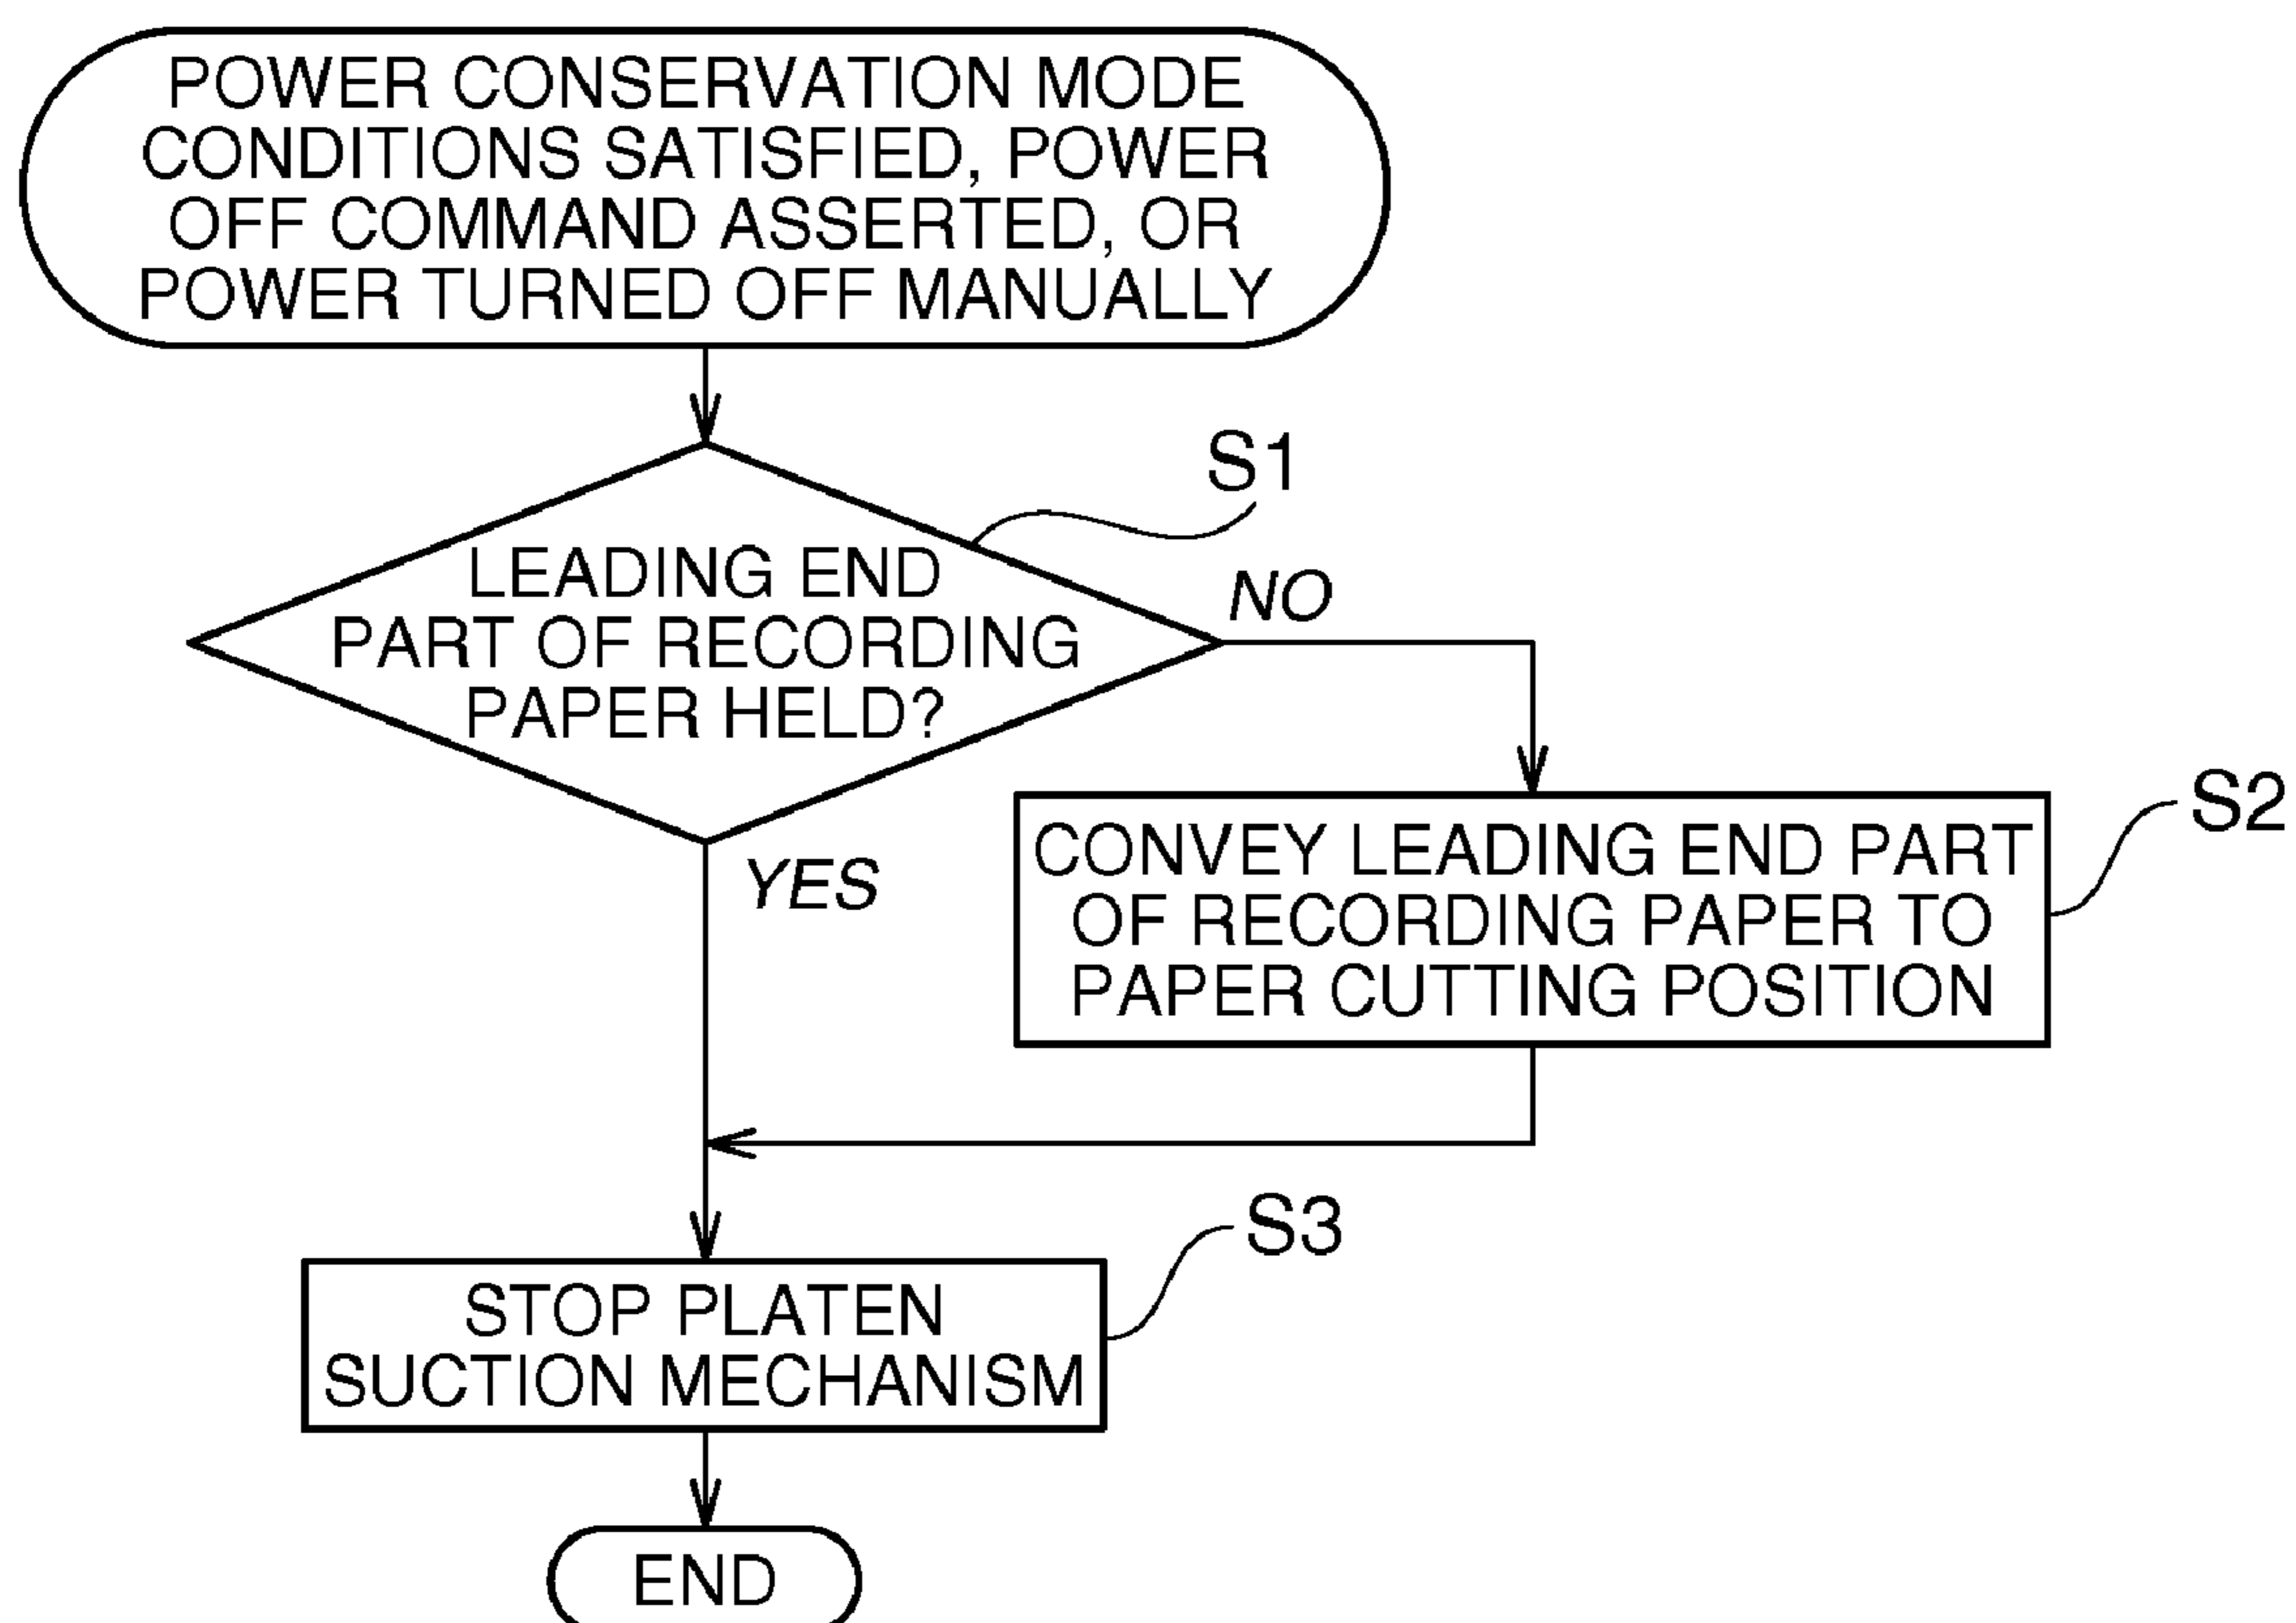 POWER CONSERVATION MODE
CONDITIONS SATISFIED, POWER
OFF COMMAND ASSERTED, OR
POWER TURNED OFF MANUALLY
S1
LEADING END
PART OF RECORDING
PAPER HELD?
NO
YES
S2
CONVEY LEADING END PART
OF RECORDING PAPER TO
PAPER CUTTING POSITION
S3
STOP PLATEN
SUCTION MECHANISM
END